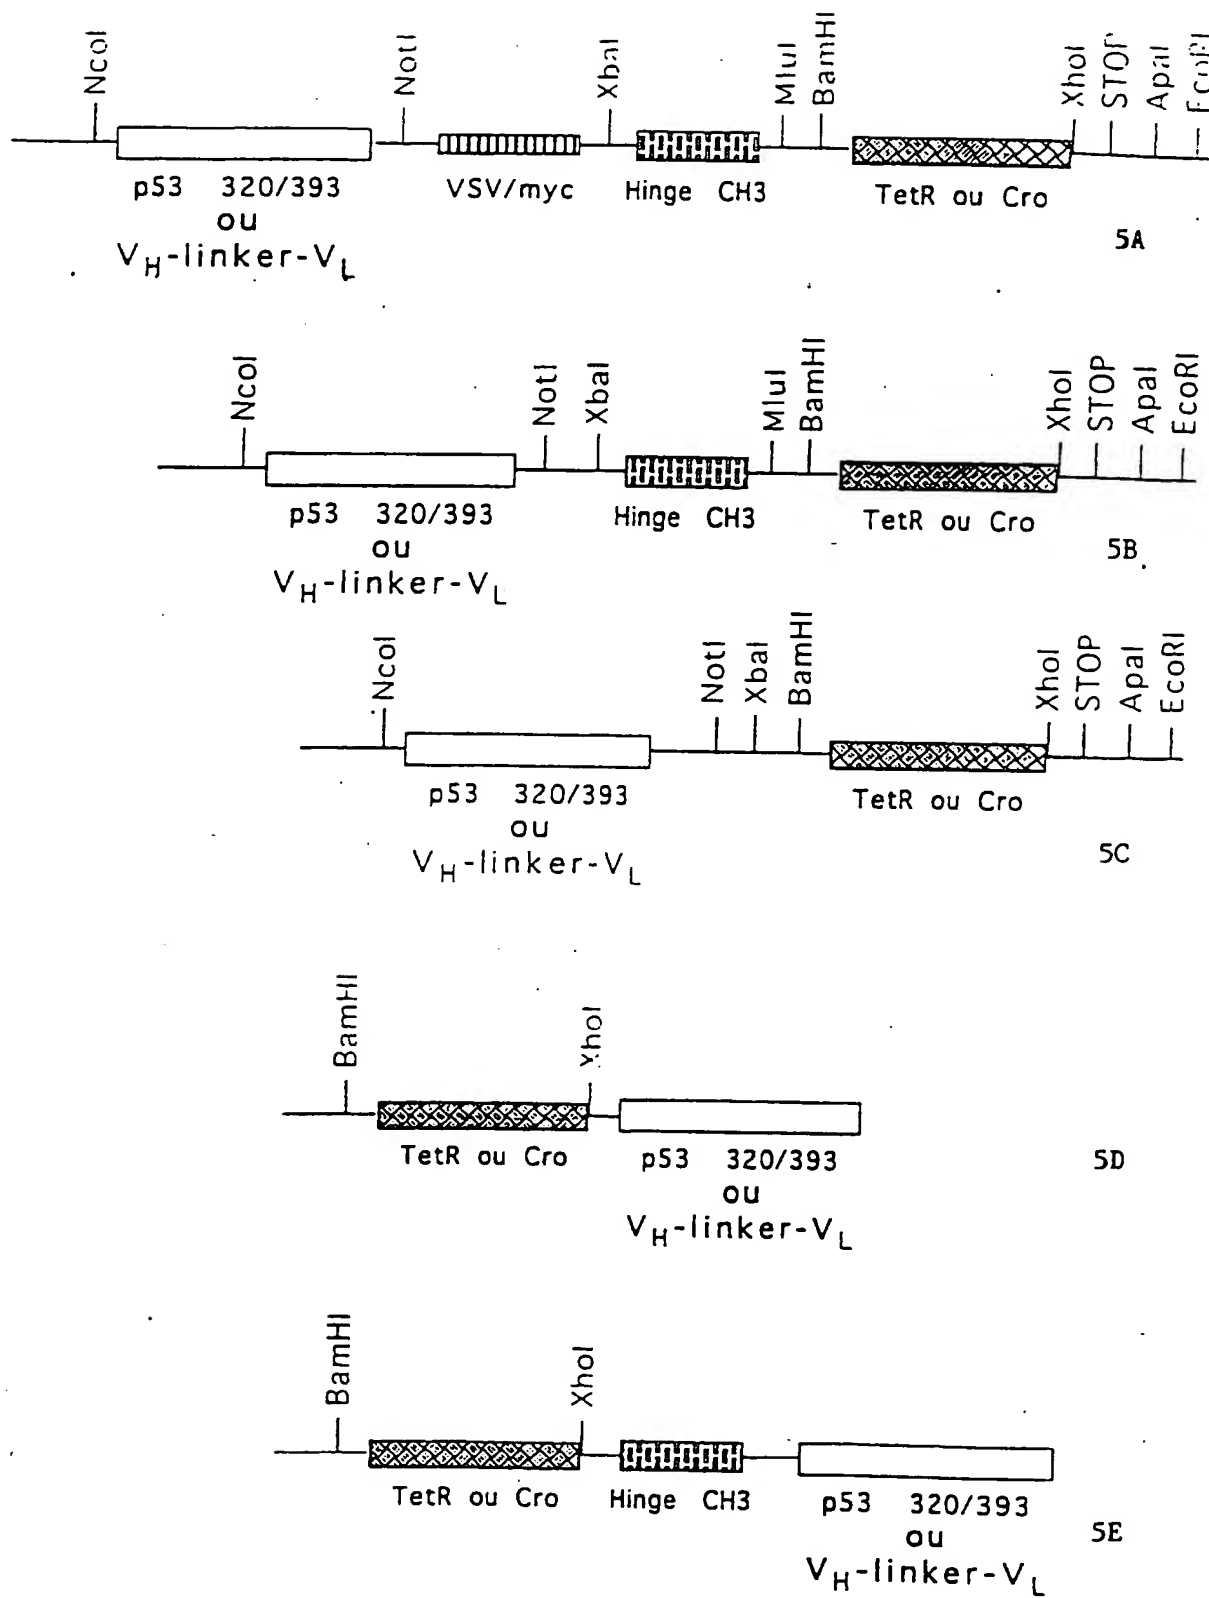 NcoI NotI XbaI MluI BamHI XhoI STOP ApaI EcoRI
p53 320/393 VSV/myc Hinge CH3 TetR ou Cro
ou
VH-linker-VL
5A
NcoI NotI XbaI MluI BamHI XhoI STOP ApaI EcoRI
p53 320/393 Hinge CH3 TetR ou Cro
ou
VH-linker-VL
5B
NcoI NotI XbaI BamHI XhoI STOP ApaI EcoRI
p53 320/393 TetR ou Cro
ou
VH-linker-VL
5C
BamHI XhoI
TetR ou Cro p53 320/393
ou
VH-linker-VL
5D
BamHI XhoI
TetR ou Cro Hinge CH3 p53 320/393
ou
VH-linker-VL
5E